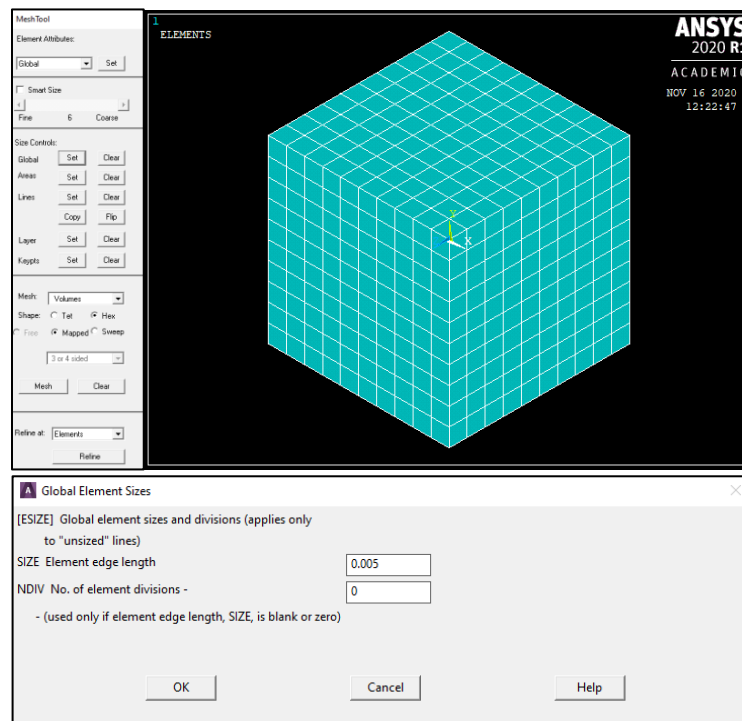 MeshTool
Element Attributes:
Global Set
Smart Size
Fine 6 Coarse
Size Controls:
Global Set Clear
Areas Set Clear
Lines Set Clear
Copy Flip
Layer Set Clear
Keypts Set Clear
Mesh: Volumes
Shape: Tet Hex
Free Mapped Sweep
3 or 4 sided
Mesh Clear
Refine at: Elements
Refine
1
ELEMENTS
ANSYS
2020 R
ACADEMIC
NOV 16 2020
12:22:47
Y
X
Global Element Sizes
[ESIZE] Global element sizes and divisions (applies only
to "unsized" lines)
SIZE Element edge length 0.005
NDIV No. of element divisions - 0
- (used only if element edge length, SIZE, is blank or zero)
OK Cancel Help